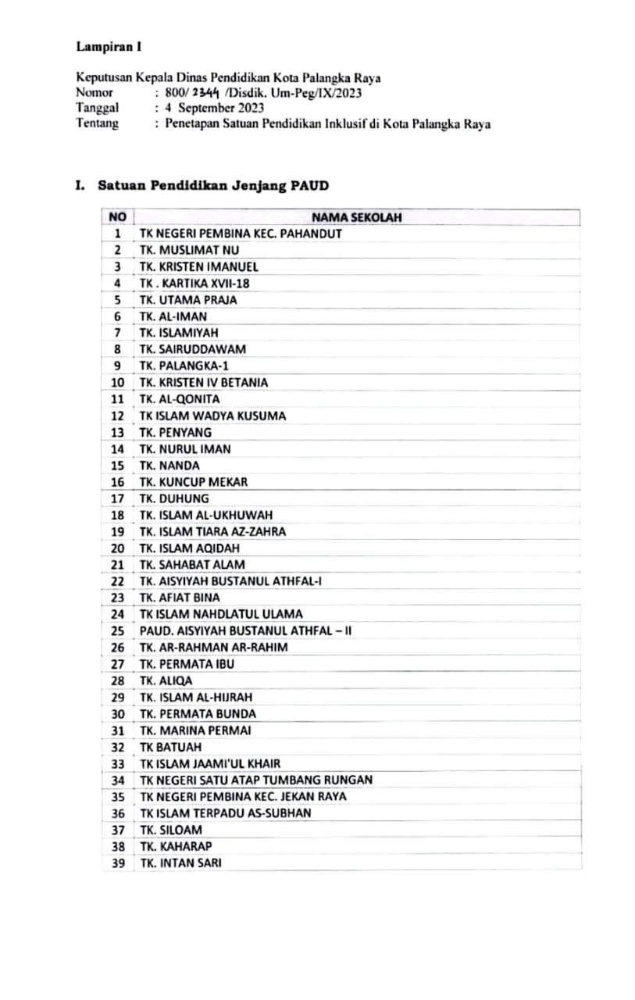 Lampiran I
Keputusan Kepala Dinas Pendidikan Kota Palangka Raya
Nomor : 800/ 2344 /Disdik. Um-Peg/IX/2023
Tanggal : 4 September 2023
Tentang : Penetapan Satuan Pendidikan Inklusif di Kota Palangka Raya
I. Satuan Pendidikan Jenjang PAUD
NO NAMA SEKOLAH
1 TK NEGERI PEMBINA KEC. PAHANDUT
2 TK. MUSLIMAT NU
3 TK. KRISTEN IMANUEL
4 TK . KARTIKA XVII-18
5 TK. UTAMA PRAJA
6 TK. AL-IMAN
7 TK. ISLAMIYAH
8 TK. SAIRUDDAWAM
9 TK. PALANGKA-1
10 TK. KRISTEN IV BETANIA
11 TK. AL-QONITA
12 TK ISLAM WADYA KUSUMA
13 TK. PENYANG
14 TK. NURUL IMAN
15 TK. NANDA
16 TK. KUNCUP MEKAR
17 TK. DUHUNG
18 TK. ISLAM AL-UKHUWAH
19 TK. ISLAM TIARA AZ-ZAHRA
20 TK. ISLAM AQIDAH
21 TK. SAHABAT ALAM
22 TK. AISYIYAH BUSTANUL ATHFAL-I
23 TK. AFIAT BINA
24 TK ISLAM NAHDLATUL ULAMA
25 PAUD. AISYIYAH BUSTANUL ATHFAL – II
26 TK. AR-RAHMAN AR-RAHIM
27 TK. PERMATA IBU
28 TK. ALIQA
29 TK. ISLAM AL-HIJRAH
30 TK. PERMATA BUNDA
31 TK. MARINA PERMAI
32 TK BATUAH
33 TK ISLAM JAAMI'UL KHAIR
34 TK NEGERI SATU ATAP TUMBANG RUNGAN
35 TK NEGERI PEMBINA KEC. JEKAN RAYA
36 TK ISLAM TERPADU AS-SUBHAN
37 TK. SILOAM
38 TK. KAHARAP
39 TK. INTAN SARI